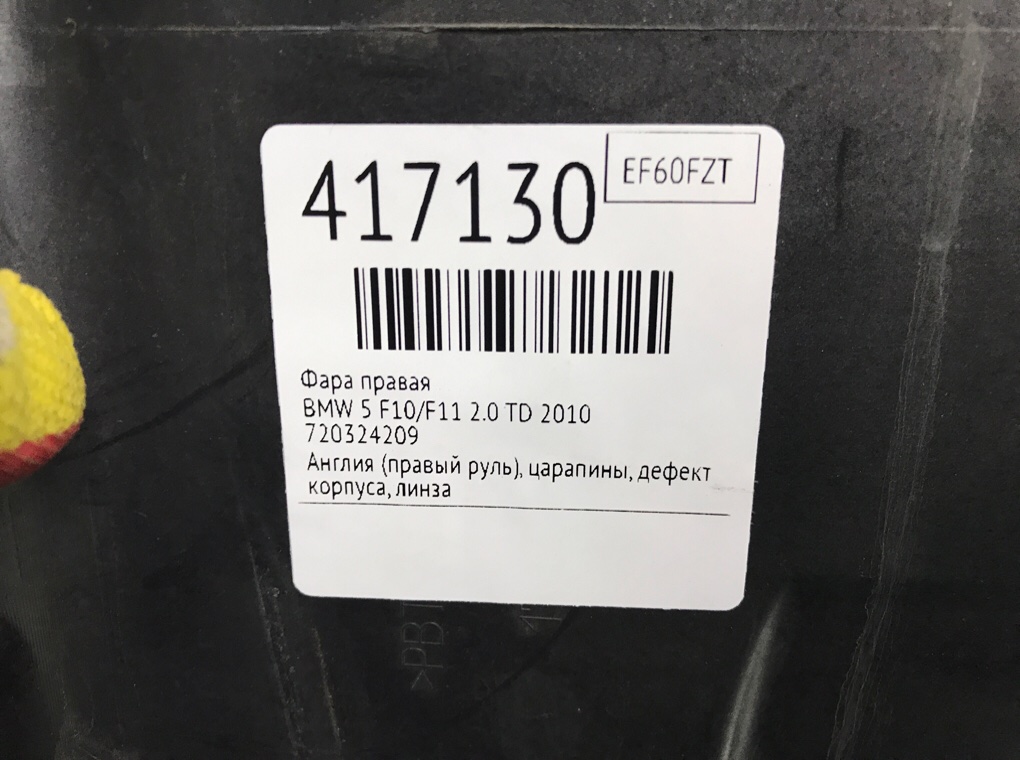 417130
EF60FZT
Фара правая
BMW 5 F10/F11 2.0 TD 2010
720324209
Англия (правый руль), царапины, дефект
корпуса, линза